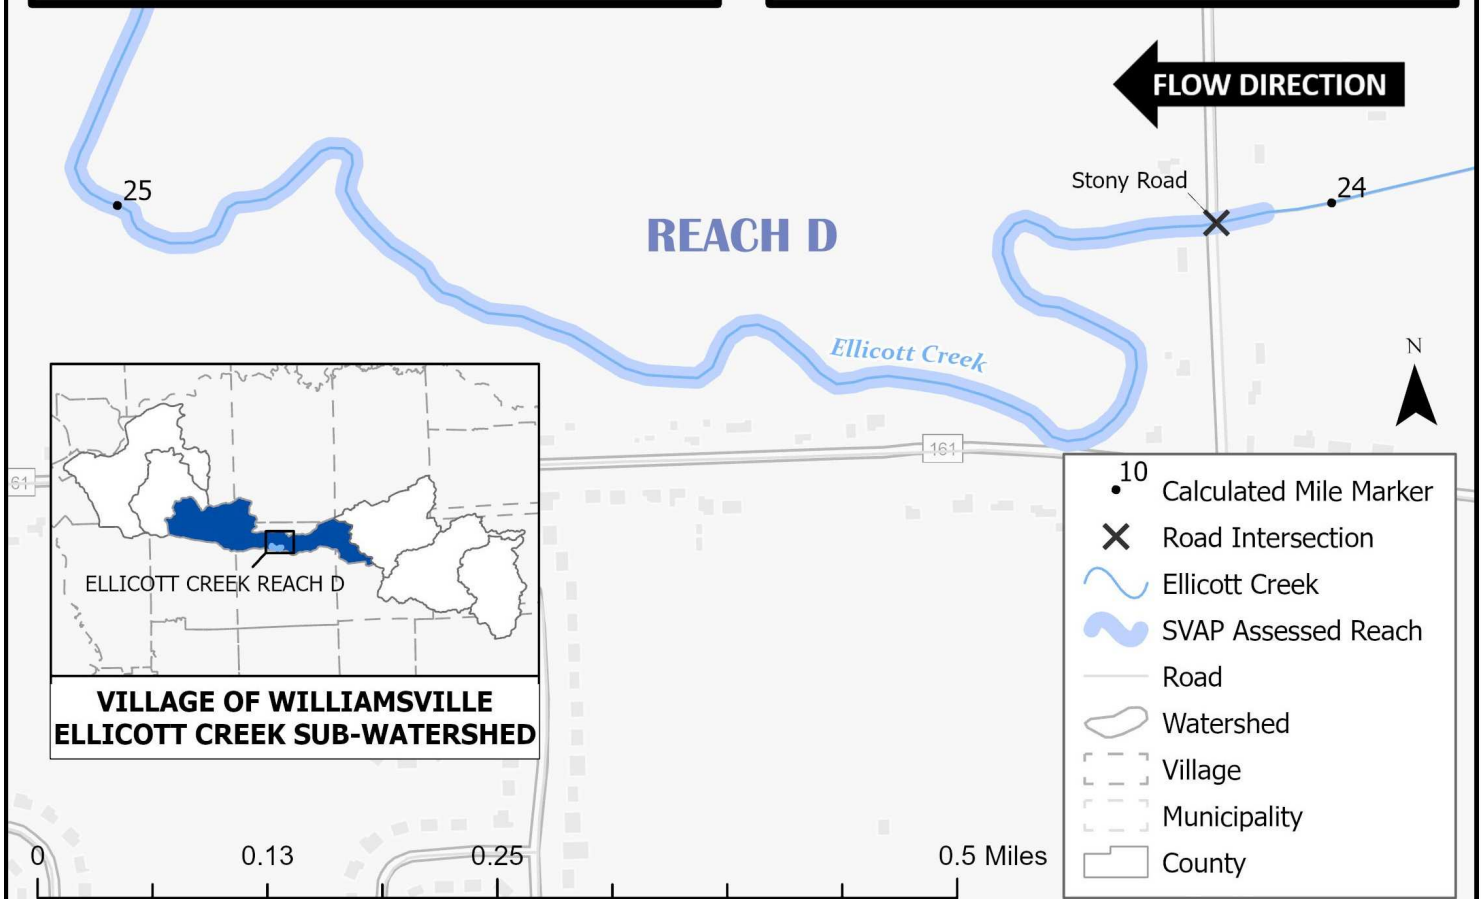 FLOW DIRECTION
Stony Road
24
25
REACH D
Ellicott Creek
N
161
61
ELLICOTT CREEK REACH D
VILLAGE OF WILLIAMSVILLE
ELLICOTT CREEK SUB-WATERSHED
10
Calculated Mile Marker
Road Intersection
Ellicott Creek
SVAP Assessed Reach
Road
Watershed
Village
Municipality
County
0 0.13 0.25 0.5 Miles